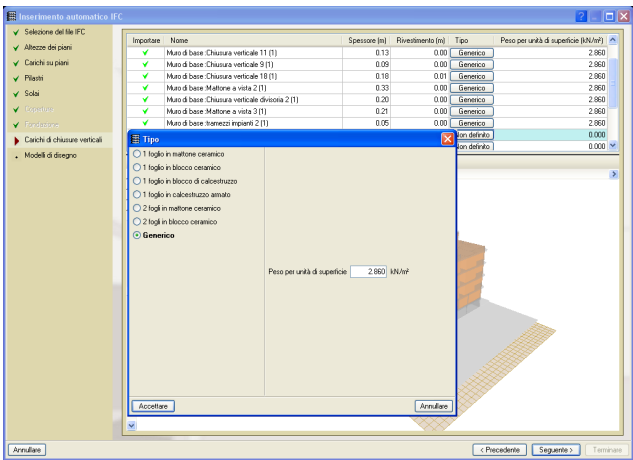 Inserimento automatico IFC
Selezione del file IFC
Altezze dei piani
Carichi su piani
Pilastri
Solai
Coperture
Fondazione
Carichi di chiusure verticali
Modelli di disegno
Importare Nome Spessore (m) Rivestimento (m) Tipo Peso per unità di superficie (kN/m²)
Muro di base:Chiusura verticale 11 (1) 0.13 0.00 Generico 2.860
Muro di base:Chiusura verticale 9 (1) 0.09 0.00 Generico 2.860
Muro di base:Chiusura verticale 18 (1) 0.18 0.01 Generico 2.860
Muro di base:Mattone a vista 2 (1) 0.33 0.00 Generico 2.860
Muro di base:Chiusura verticale divisoria 2 (1) 0.20 0.00 Generico 2.860
Muro di base:Mattone a vista 3 (1) 0.21 0.00 Generico 2.860
Muro di base:tramezzi impianti 2 (1) 0.05 0.00 Generico 2.860
Non definito 0.000
Non definito 0.000
Tipo
1 foglio in mattone ceramico
1 foglio in blocco ceramico
1 foglio in blocco di calcestruzzo
1 foglio in calcestruzzo armato
2 fogli in mattone ceramico
2 fogli in blocco ceramico
Generico
Peso per unità di superficie 2.860 kN/m²
Accettare Annullare
Annullare < Precedente Seguente > Terminare